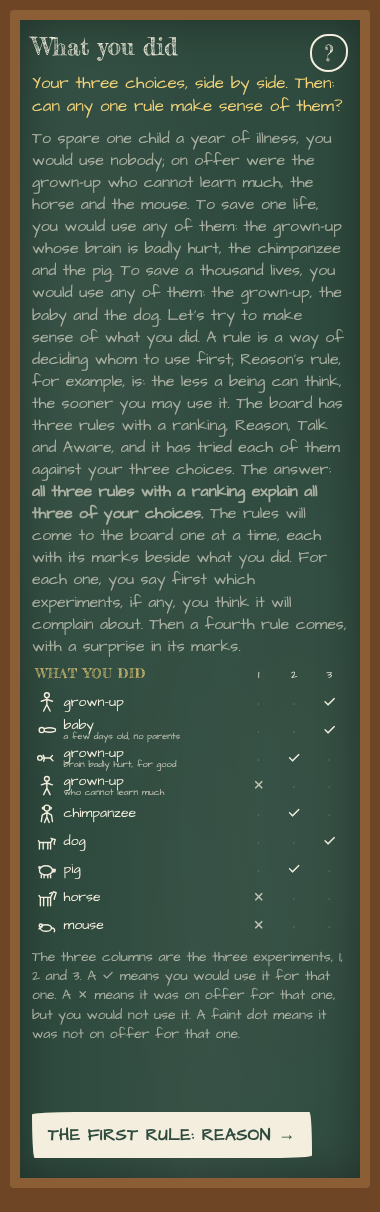 What you did
?
Your three choices, side by side. Then:
can any one rule make sense of them?
To spare one child a year of illness, you
would use nobody; on offer were the
grown-up who cannot learn much, the
horse and the mouse. To save one life,
you would use any of them: the grown-up
whose brain is badly hurt, the chimpanzee
and the pig. To save a thousand lives, you
would use any of them: the grown-up, the
baby and the dog. Let's try to make
sense of what you did. A rule is a way of
deciding whom to use first; Reason's rule,
for example, is: the less a being can think,
the sooner you may use it. The board has
three rules with a ranking, Reason, Talk
and Aware, and it has tried each of them
against your three choices. The answer:
all three rules with a ranking explain all
three of your choices. The rules will
come to the board one at a time, each
with its marks beside what you did. For
each one, you say first which
experiments, if any, you think it will
complain about. Then a fourth rule comes,
with a surprise in its marks.
WHAT YOU DID 1 2 3
grown-up · · ✓
baby · · ✓
a few days old, no parents
grown-up · ✓ ·
brain badly hurt, for good
grown-up × · ·
who cannot learn much
chimpanzee · ✓ ·
dog · · ✓
pig · ✓ ·
horse × · ·
mouse × · ·
The three columns are the three experiments, 1,
2 and 3. A ✓ means you would use it for that
one. A × means it was on offer for that one,
but you would not use it. A faint dot means it
was not on offer for that one.
THE FIRST RULE: REASON →